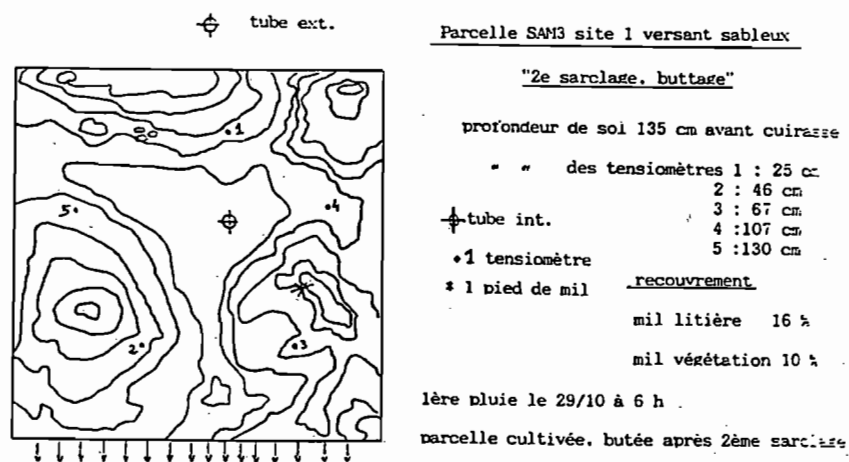 tube ext.
Parcelle SAM3 site 1 versant sableux
"2e sarclage. buttage"
profondeur de sol 135 cm avant cuirasse
" " des tensiomètres 1 : 25 cm
2 : 46 cm
3 : 67 cm
4 :107 cm
5 :130 cm
tube int.
•1 tensiomètre
* 1 pied de mil
recouvrement
mil litière 16 %
mil végétation 10 %
1ère pluie le 29/10 à 6 h .
parcelle cultivée. butée après 2ème sarclage
•1
5•
•4
2•
•3